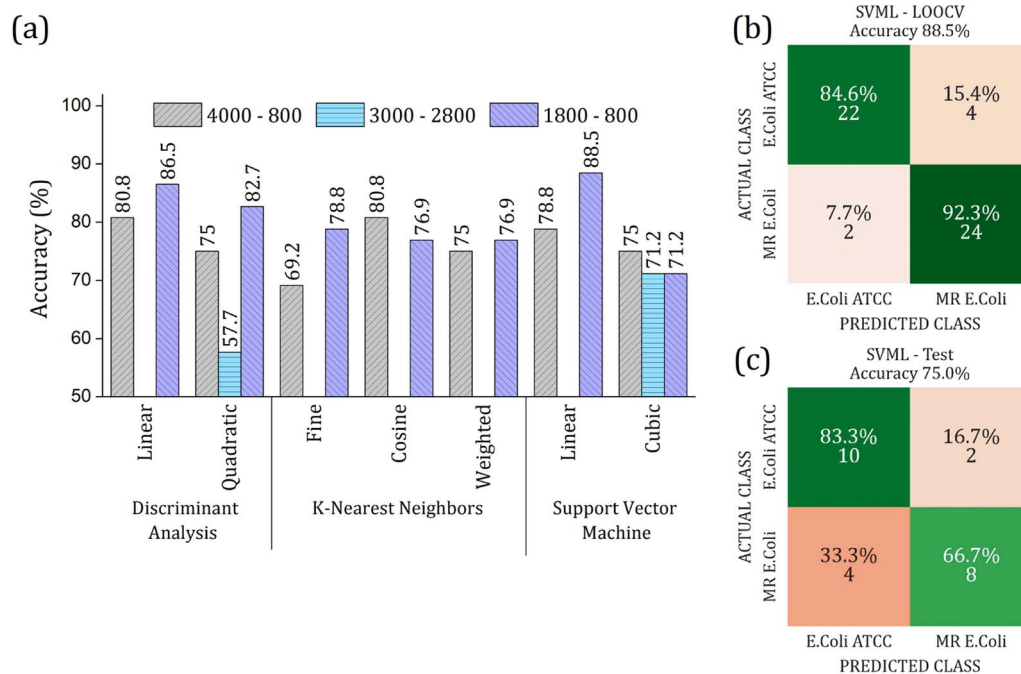 (a)
4000 - 800
3000 - 2800
1800 - 800
Accuracy (%)
100
90
80
70
60
50
80.8
86.5
75
57.7
82.7
69.2
78.8
80.8
76.9
75
76.9
78.8
88.5
75
71.2
71.2
Linear
Quadratic
Fine
Cosine
Weighted
Linear
Cubic
Discriminant
Analysis
K-Nearest Neighbors
Support Vector
Machine
(b)
SVML - LOOCV
Accuracy 88.5%
ACTUAL CLASS
E.Coli ATCC
MR E.Coli
84.6%
22
15.4%
4
7.7%
2
92.3%
24
E.Coli ATCC
MR E.Coli
PREDICTED CLASS
(c)
SVML - Test
Accuracy 75.0%
ACTUAL CLASS
E.Coli ATCC
MR E.Coli
83.3%
10
16.7%
2
33.3%
4
66.7%
8
E.Coli ATCC
MR E.Coli
PREDICTED CLASS